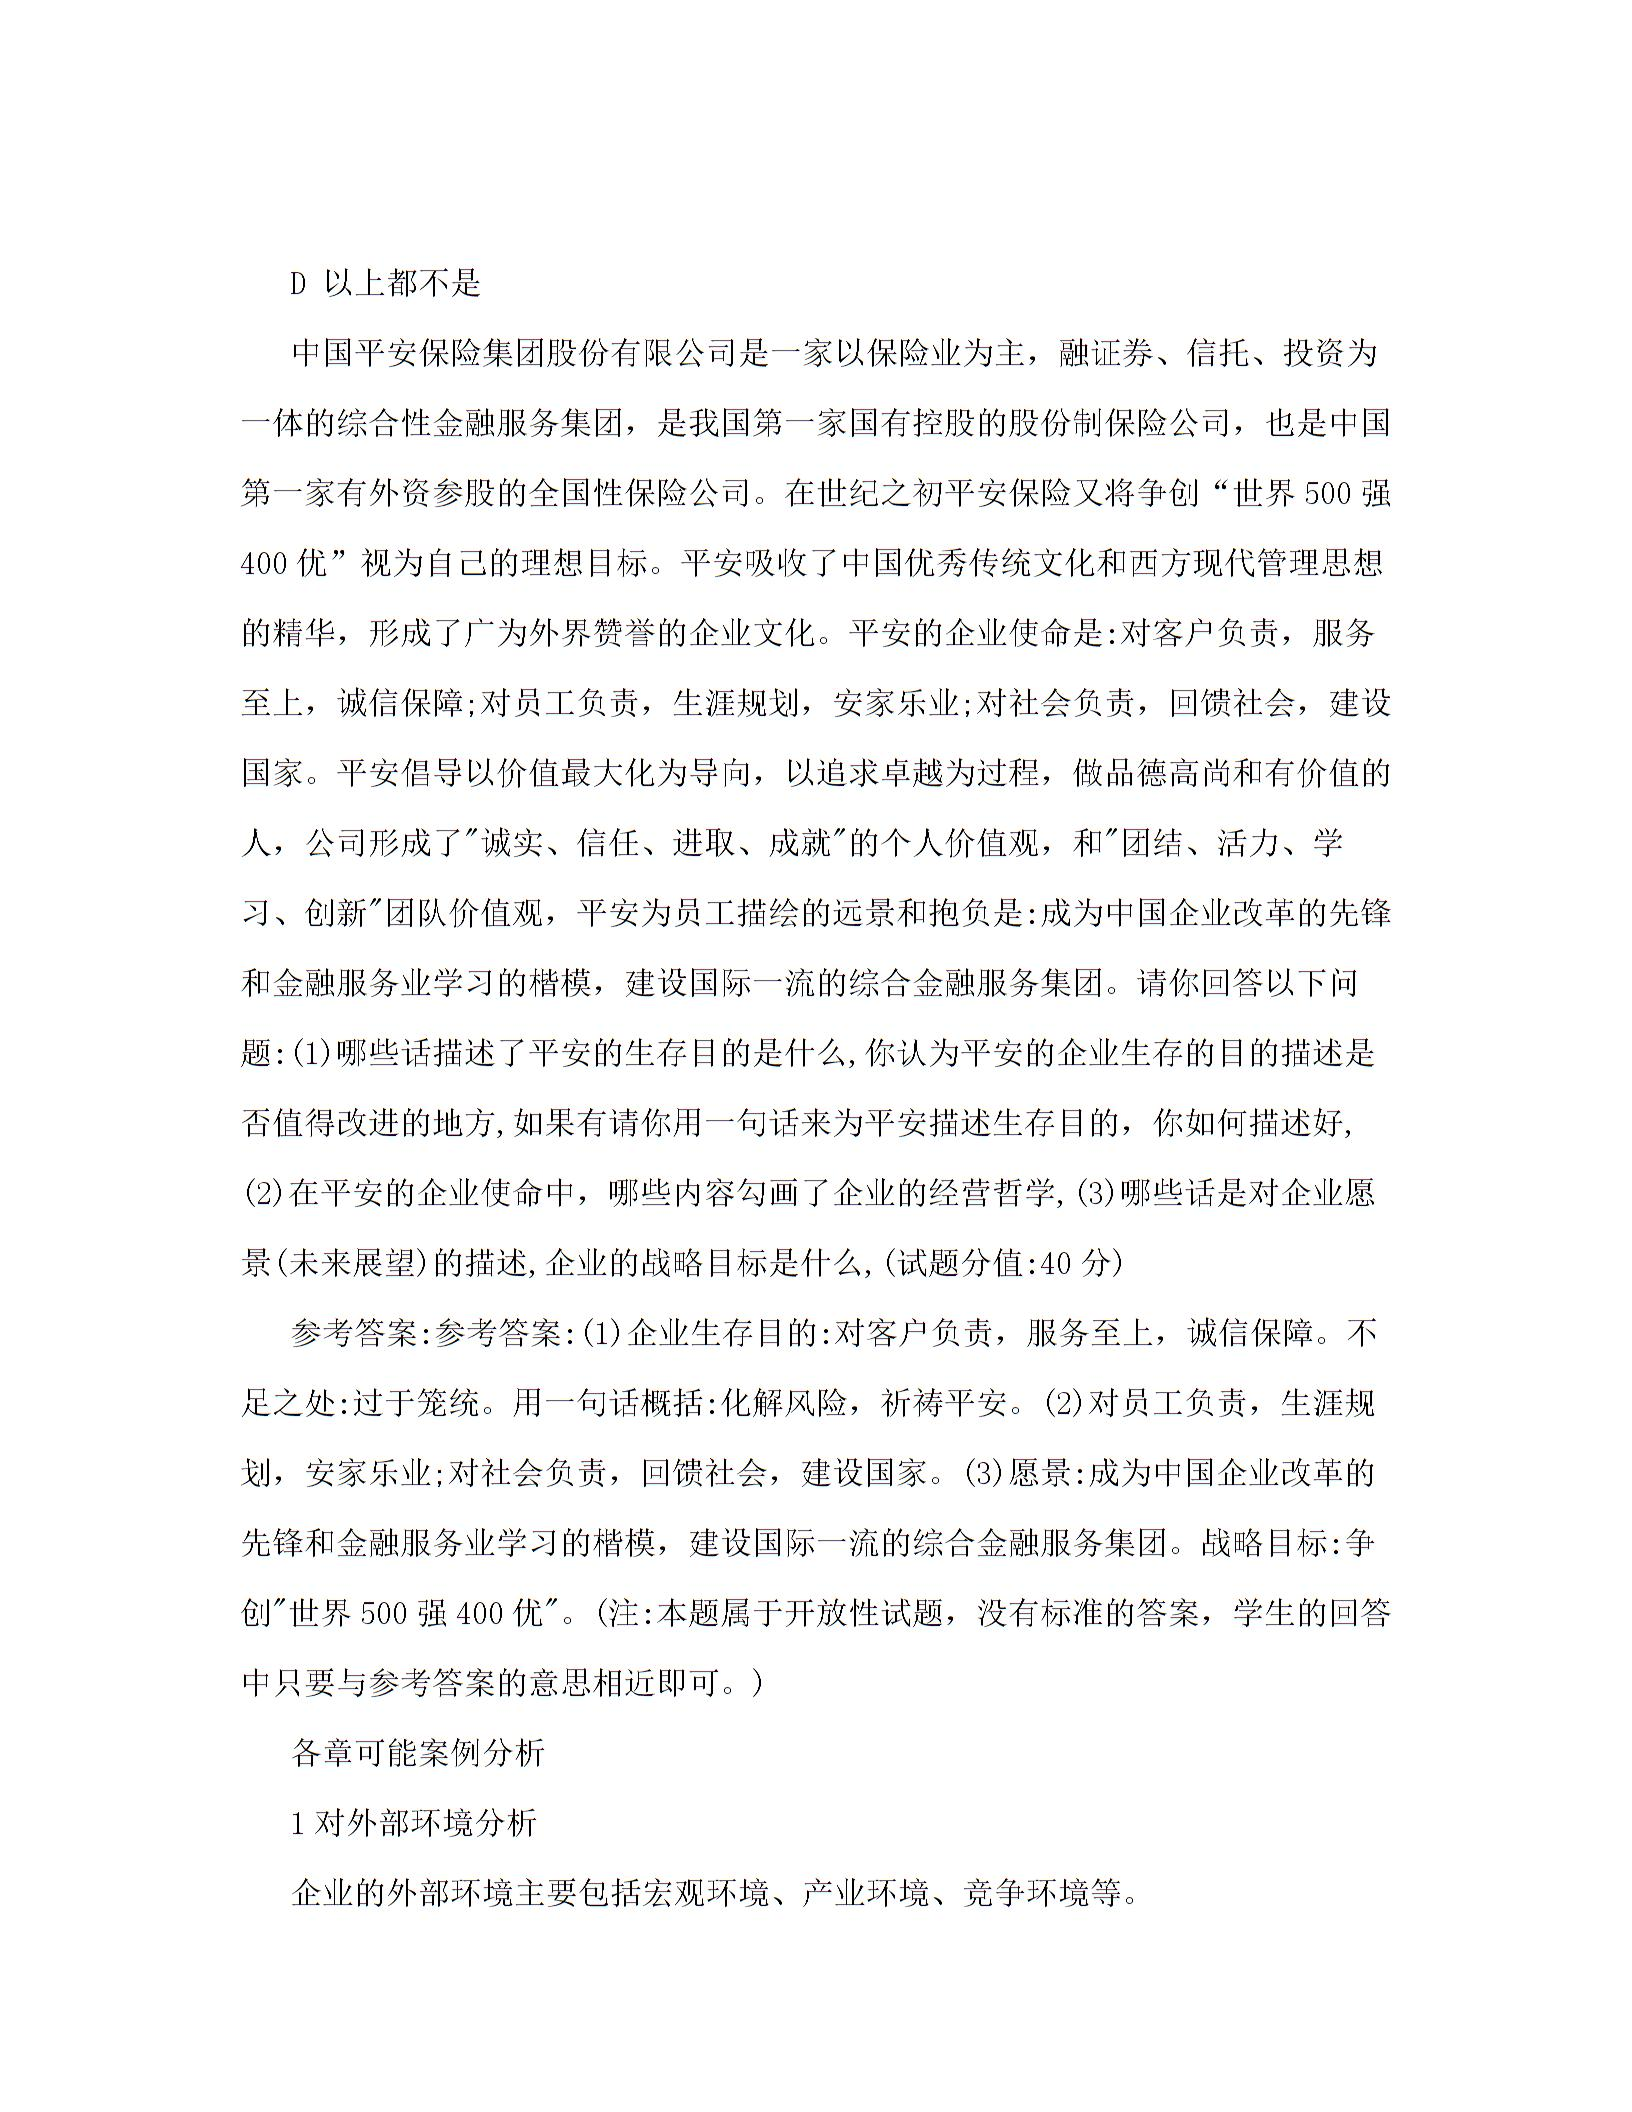 D 以上都不是
中国平安保险集团股份有限公司是一家以保险业为主，融证券、信托、投资为
一体的综合性金融服务集团，是我国第一家国有控股的股份制保险公司，也是中国
第一家有外资参股的全国性保险公司。在世纪之初平安保险又将争创“世界 500 强
400 优”视为自己的理想目标。平安吸收了中国优秀传统文化和西方现代管理思想
的精华，形成了广为外界赞誉的企业文化。平安的企业使命是:对客户负责，服务
至上，诚信保障;对员工负责，生涯规划，安家乐业;对社会负责，回馈社会，建设
国家。平安倡导以价值最大化为导向，以追求卓越为过程，做品德高尚和有价值的
人，公司形成了"诚实、信任、进取、成就"的个人价值观，和"团结、活力、学
习、创新"团队价值观，平安为员工描绘的远景和抱负是:成为中国企业改革的先锋
和金融服务业学习的楷模，建设国际一流的综合金融服务集团。请你回答以下问
题:(1)哪些话描述了平安的生存目的是什么,你认为平安的企业生存的目的描述是
否值得改进的地方,如果有请你用一句话来为平安描述生存目的，你如何描述好,
(2)在平安的企业使命中，哪些内容勾画了企业的经营哲学,(3)哪些话是对企业愿
景(未来展望)的描述,企业的战略目标是什么,(试题分值:40 分)
参考答案:参考答案:(1)企业生存目的:对客户负责，服务至上，诚信保障。不
足之处:过于笼统。用一句话概括:化解风险，祈祷平安。(2)对员工负责，生涯规
划，安家乐业;对社会负责，回馈社会，建设国家。(3)愿景:成为中国企业改革的
先锋和金融服务业学习的楷模，建设国际一流的综合金融服务集团。战略目标:争
创"世界 500 强 400 优"。(注:本题属于开放性试题，没有标准的答案，学生的回答
中只要与参考答案的意思相近即可。)
各章可能案例分析
1 对外部环境分析
企业的外部环境主要包括宏观环境、产业环境、竞争环境等。